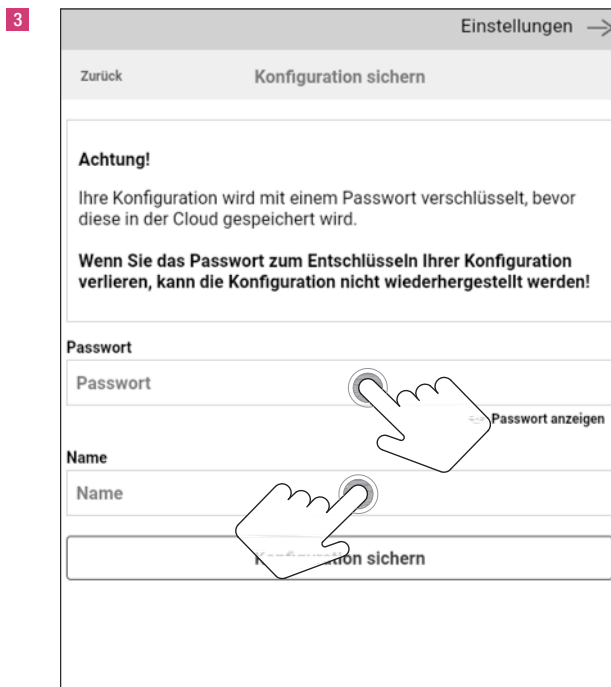 3
Einstellungen
Zurück Konfiguration sichern
Achtung!
Ihre Konfiguration wird mit einem Passwort verschlüsselt, bevor
diese in der Cloud gespeichert wird.
Wenn Sie das Passwort zum Entschlüsseln Ihrer Konfiguration
verlieren, kann die Konfiguration nicht wiederhergestellt werden!
Passwort
Passwort
Passwort anzeigen
Name
Name
Konfiguration sichern